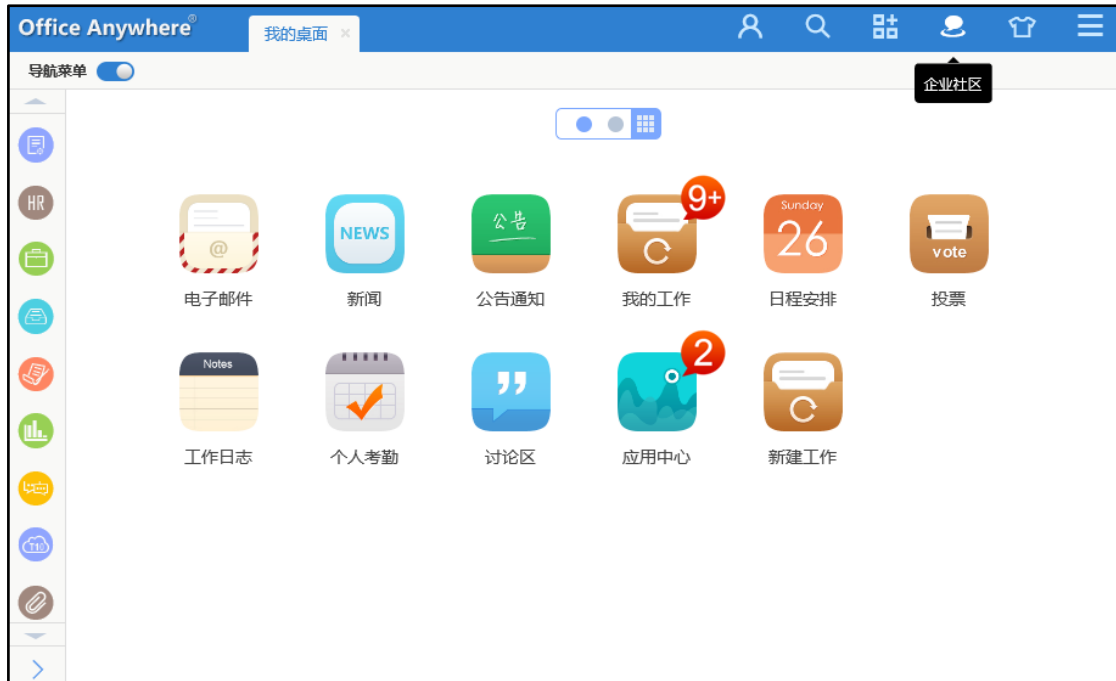 Office Anywhere®
我的桌面 ×
导航菜单
企业社区
HR
@
NEWS
公告
9+
Sunday
26
vote
电子邮件
新闻
公告通知
我的工作
日程安排
投票
Notes
2
工作日志
个人考勤
讨论区
应用中心
新建工作